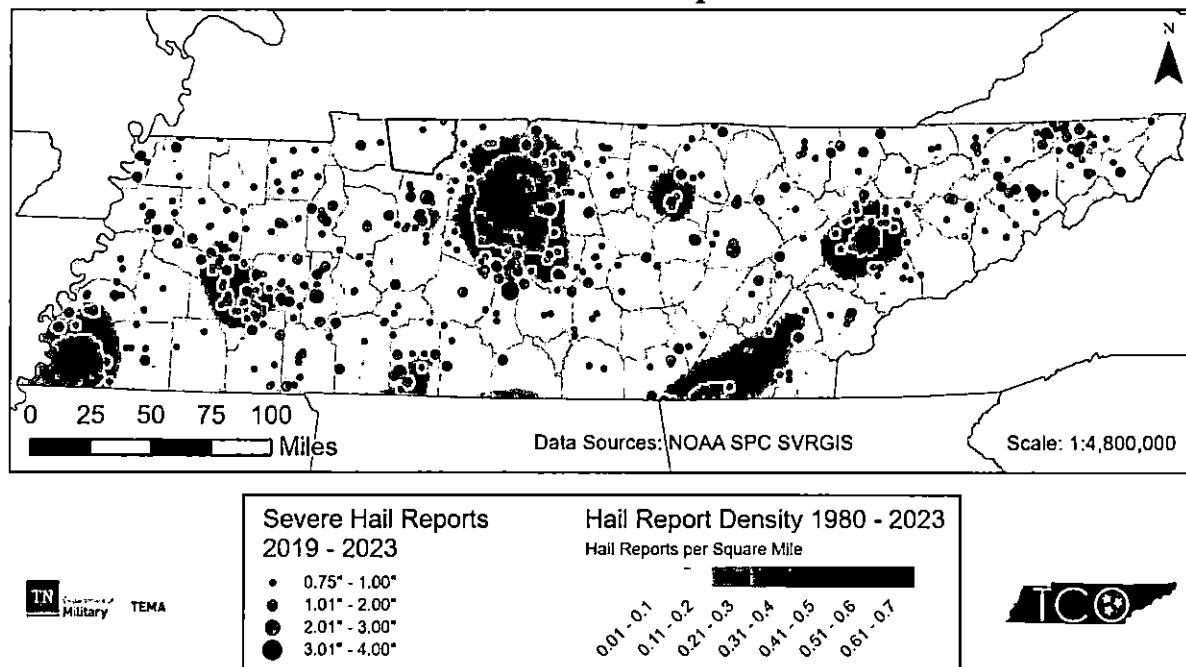 N
0 25 50 75 100
Miles
Data Sources: NOAA SPC SVRGIS
Scale: 1:4,800,000
Severe Hail Reports
2019 - 2023
0.75" - 1.00"
1.01" - 2.00"
2.01" - 3.00"
3.01" - 4.00"
Hail Report Density 1980 - 2023
Hail Reports per Square Mile
0.01 - 0.1
0.11 - 0.2
0.21 - 0.3
0.31 - 0.4
0.41 - 0.5
0.51 - 0.6
0.61 - 0.7
TN
Department of
Military
TEMA
TCO